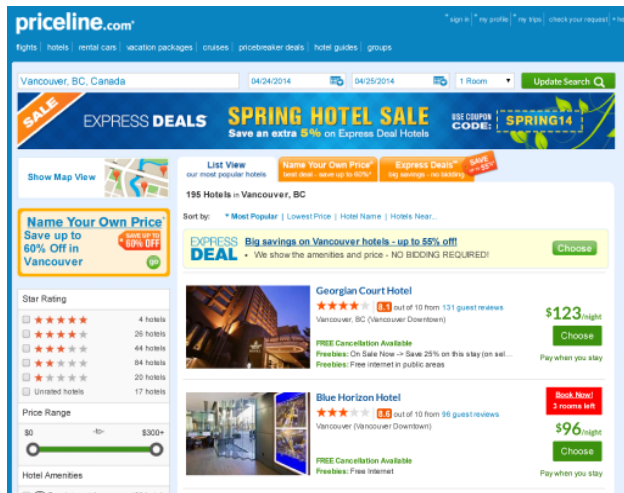 priceline.com
sign in | my profile | my trips | check your request
flights | hotels | rental cars | vacation packages | cruises | pricebreaker deals | hotel guides | groups
Vancouver, BC, Canada 04/24/2014 04/25/2014 1 Room Update Search
SALE EXPRESS DEALS SPRING HOTEL SALE USE COUPON CODE: SPRING14
Save an extra 5% on Express Deal Hotels
Show Map View
List View
our most popular hotels
Name Your Own Price
best deal - save up to 60%*
Express Deals
big savings - no bidding
SAVE UP TO 55%
195 Hotels in Vancouver, BC
Sort by: Most Popular | Lowest Price | Hotel Name | Hotels Near...
Name Your Own Price
Save up to
60% Off in
Vancouver
SAVE UP TO
60% OFF
go
EXPRESS DEAL
Big savings on Vancouver hotels - up to 55% off!
• We show the amenities and price - NO BIDDING REQUIRED!
Choose
Star Rating
4 hotels
26 hotels
44 hotels
84 hotels
20 hotels
Unrated hotels 17 hotels
Price Range
$0 -to- $300+
Hotel Amenities
Georgian Court Hotel
8.1 out of 10 from 131 guest reviews
Vancouver, BC (Vancouver Downtown)
FREE Cancellation Available
Freebies: On Sale Now -> Save 25% on this stay (on sel...
Freebies: Free internet in public areas
$123/night
Choose
Pay when you stay
Blue Horizon Hotel
8.6 out of 10 from 96 guest reviews
Vancouver (Vancouver Downtown)
FREE Cancellation Available
Freebies: Free Internet
Book Now!
3 rooms left
$96/night
Choose
Pay when you stay